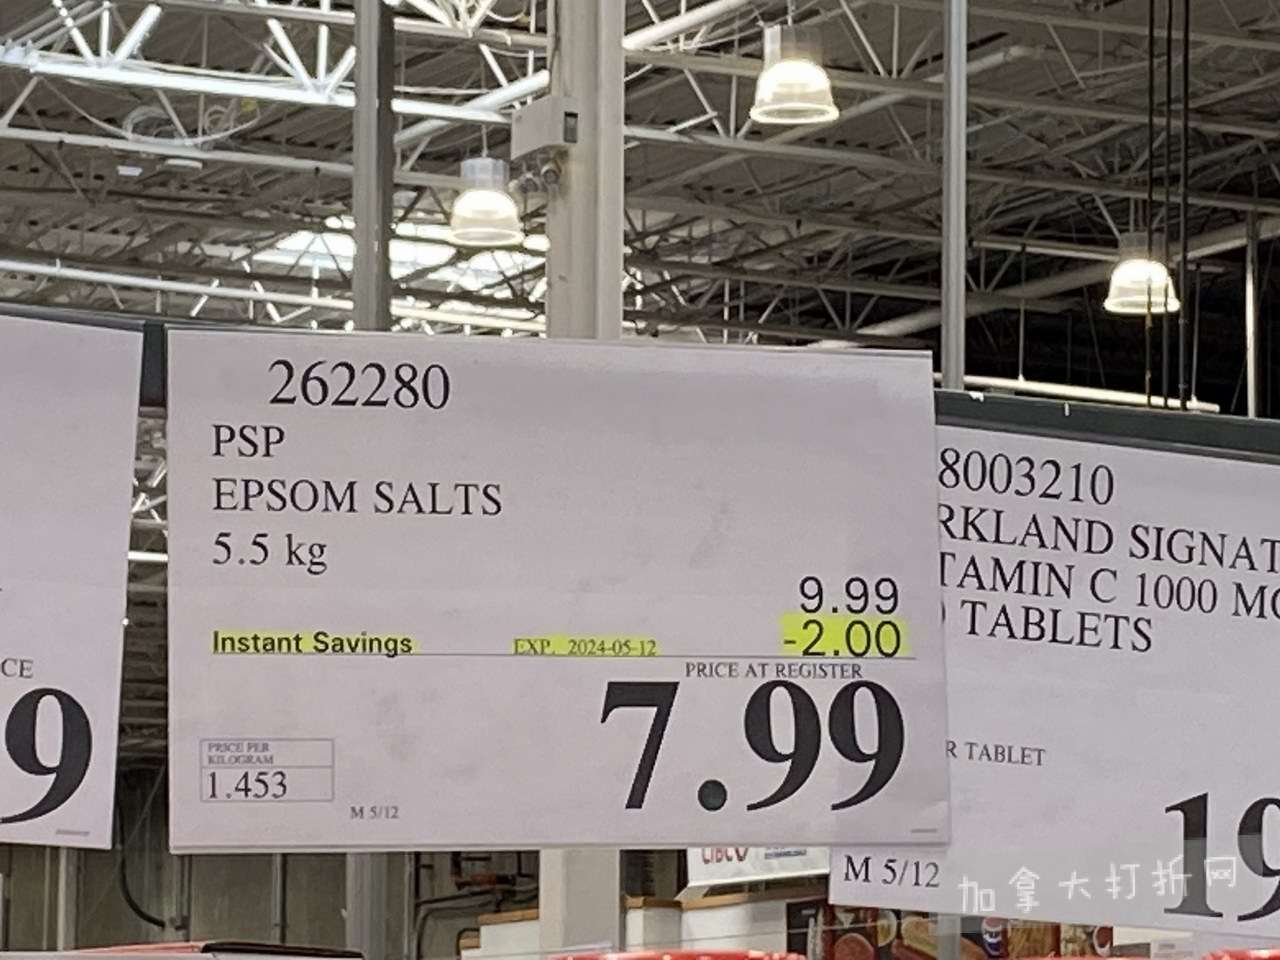 262280
PSP
EPSOM SALTS
5.5 kg
9.99
Instant Savings EXP. 2024-05-12 -2.00
PRICE AT REGISTER
7.99
PRICE PER
KILOGRAM
1.453
M 5/12
CE
9
8003210
RKLAND SIGNAT
TAMIN C 1000 M
TABLETS
R TABLET
19
M 5/12
加拿大打折网